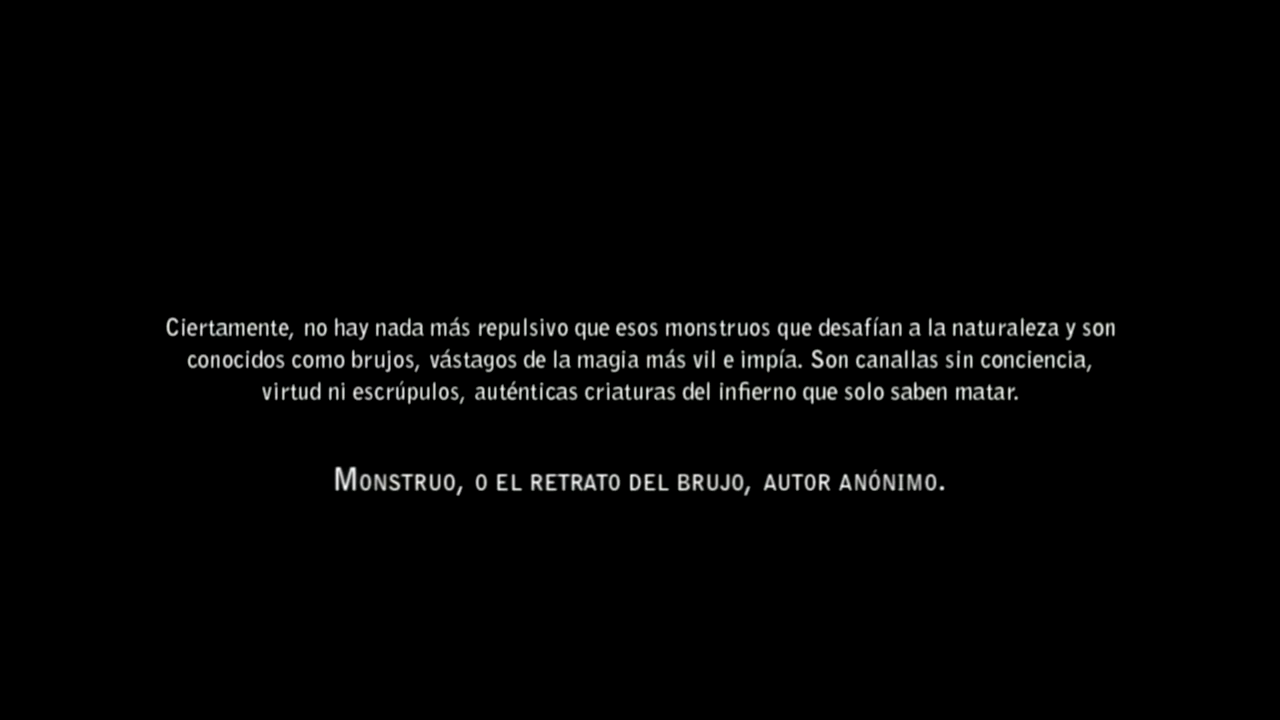 Ciertamente, no hay nada más repulsivo que esos monstruos que desafían a la naturaleza y son
conocidos como brujos, vástagos de la magia más vil e impía. Son canallas sin conciencia,
virtud ni escrúpulos, auténticas criaturas del infierno que solo saben matar.
Monstruo, o el retrato del brujo, autor anónimo.